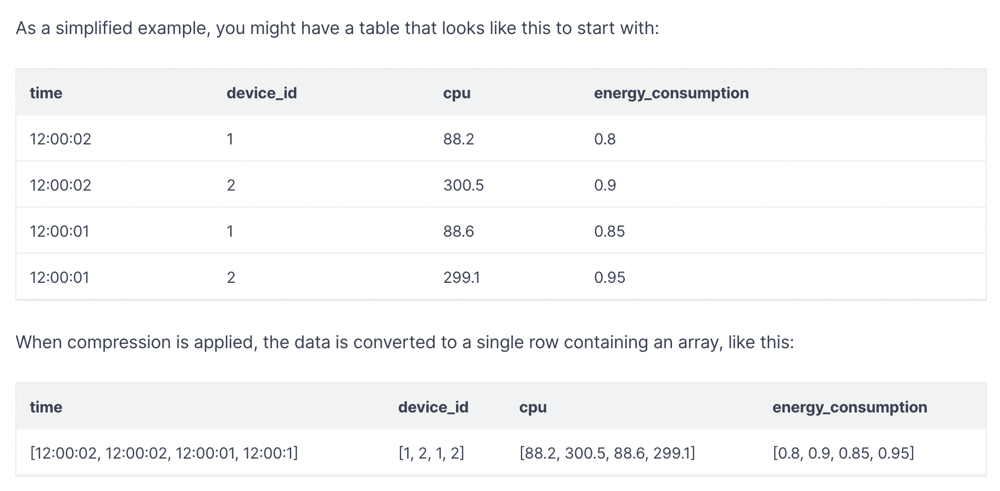 As a simplified example, you might have a table that looks like this to start with:
time device_id cpu energy_consumption
12:00:02 1 88.2 0.8
12:00:02 2 300.5 0.9
12:00:01 1 88.6 0.85
12:00:01 2 299.1 0.95
When compression is applied, the data is converted to a single row containing an array, like this:
time device_id cpu energy_consumption
[12:00:02, 12:00:02, 12:00:01, 12:00:1] [1, 2, 1, 2] [88.2, 300.5, 88.6, 299.1] [0.8, 0.9, 0.85, 0.95]